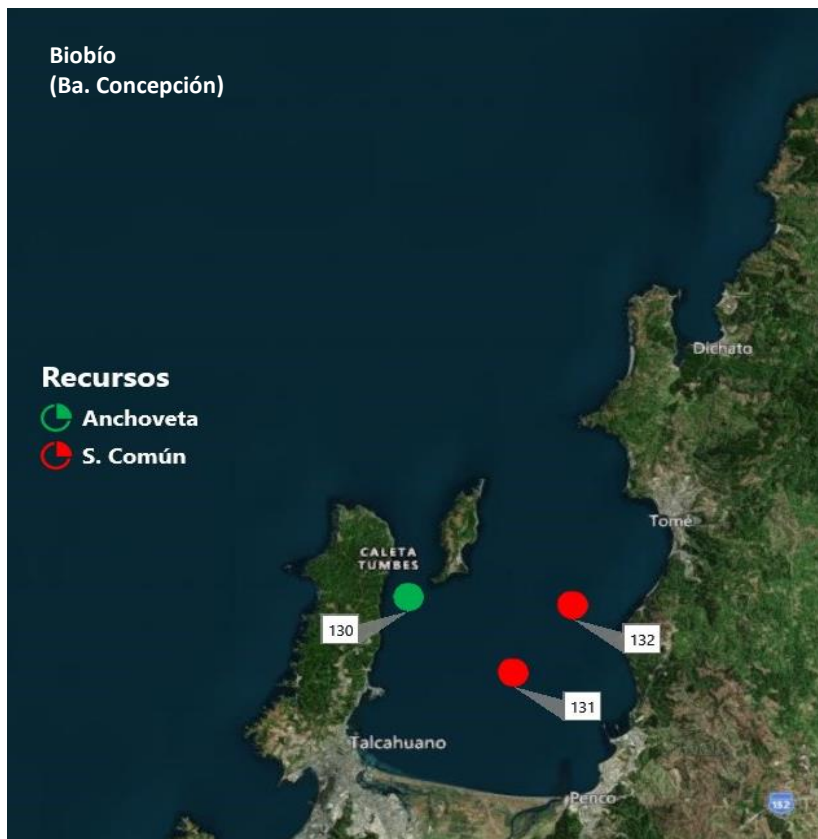 Biobío
(Ba. Concepción)
Dichato
Recursos
Anchoveta
S. Común
Tomé
CALETA
TUMBES
130
132
131
Talcahuano
Penco
152